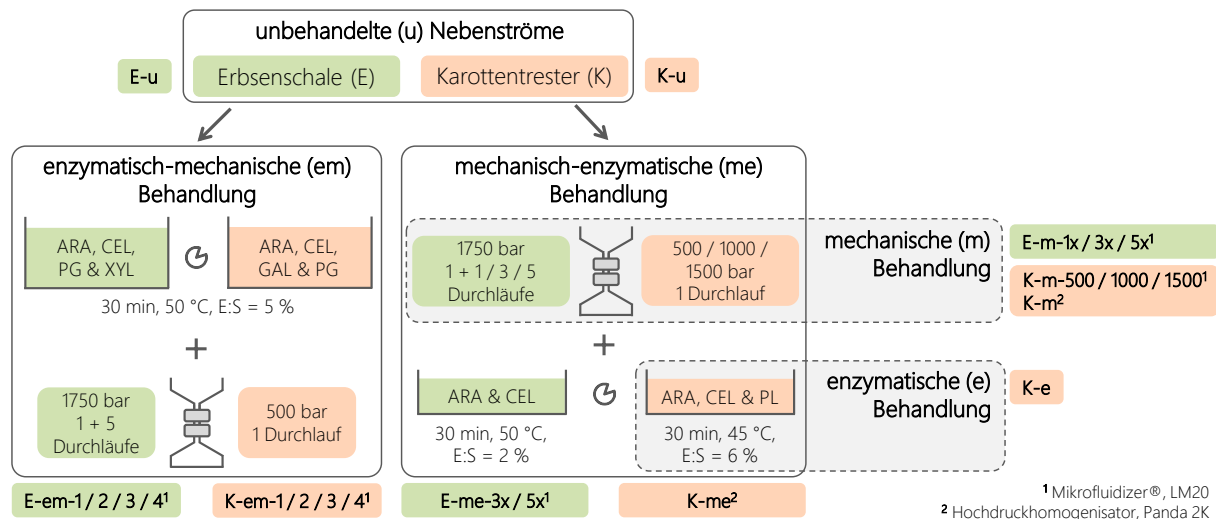 unbehandelte (u) Nebenströme
E-u
Erbsenschale (E)
Karottentrester (K)
K-u
enzymatisch-mechanische (em)
Behandlung
ARA, CEL,
PG & XYL
ARA, CEL,
GAL & PG
30 min, 50 °C, E:S = 5 %
+
1750 bar
1 + 5
Durchläufe
500 bar
1 Durchlauf
E-em-1 / 2 / 3 / 4¹
K-em-1 / 2 / 3 / 4¹
mechanisch-enzymatische (me)
Behandlung
1750 bar
1 + 1 / 3 / 5
Durchläufe
500 / 1000 /
1500 bar
1 Durchlauf
mechanische (m)
Behandlung
E-m-1x / 3x / 5x¹
K-m-500 / 1000 / 1500¹
K-m²
+
ARA & CEL
30 min, 50 °C,
E:S = 2 %
ARA, CEL & PL
30 min, 45 °C,
E:S = 6 %
enzymatische (e)
Behandlung
K-e
E-me-3x / 5x¹
K-me²
¹ Mikrofluidizer®, LM20
² Hochdruckhomogenisator, Panda 2K